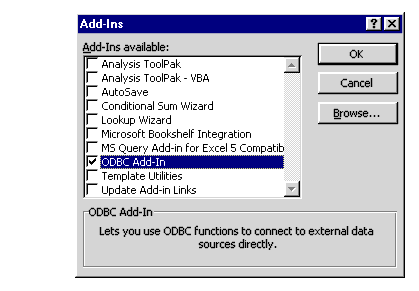 Add-Ins
Add-Ins available:
Analysis ToolPak
Analysis ToolPak - VBA
AutoSave
Conditional Sum Wizard
Lookup Wizard
Microsoft Bookshelf Integration
MS Query Add-in for Excel 5 Compatib
ODBC Add-In
Template Utilities
Update Add-in Links
OK
Cancel
Browse...
ODBC Add-In
Lets you use ODBC functions to connect to external data
sources directly.